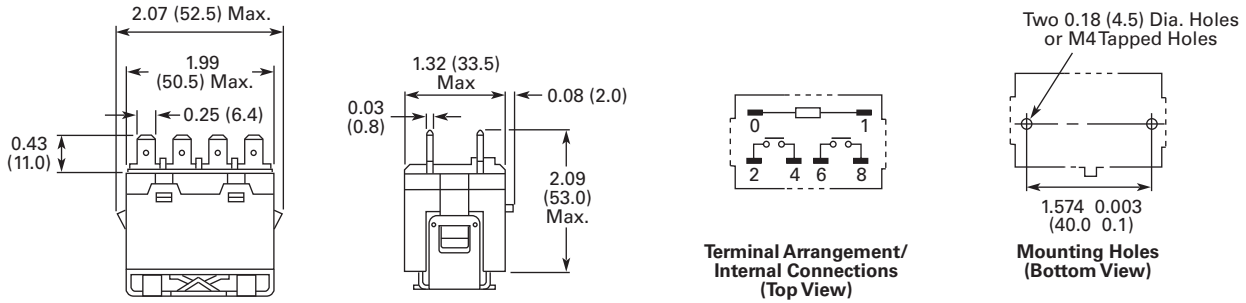 2.07 (52.5) Max.
1.99
(50.5) Max.
0.25 (6.4)
0.43
(11.0)
1.32 (33.5)
Max
0.03
(0.8)
0.08 (2.0)
2.09
(53.0)
Max.
0 1
2 4 6 8
Terminal Arrangement/
Internal Connections
(Top View)
Two 0.18 (4.5) Dia. Holes
or M4 Tapped Holes
1.574 0.003
(40.0 0.1)
Mounting Holes
(Bottom View)